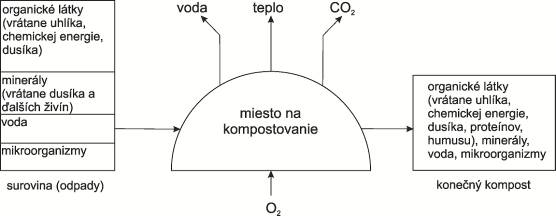 organické látky
(vrátane uhlíka,
chemickej energie,
dusíka)
minerály
(vrátane dusíka a
ďalších živín)
voda
mikroorganizmy
surovina (odpady)
voda
teplo
CO2
miesto na
kompostovanie
O2
organické látky
(vrátane uhlíka,
chemickej energie,
dusíka, proteínov,
humusu), minerály,
voda, mikroorganizmy
konečný kompost